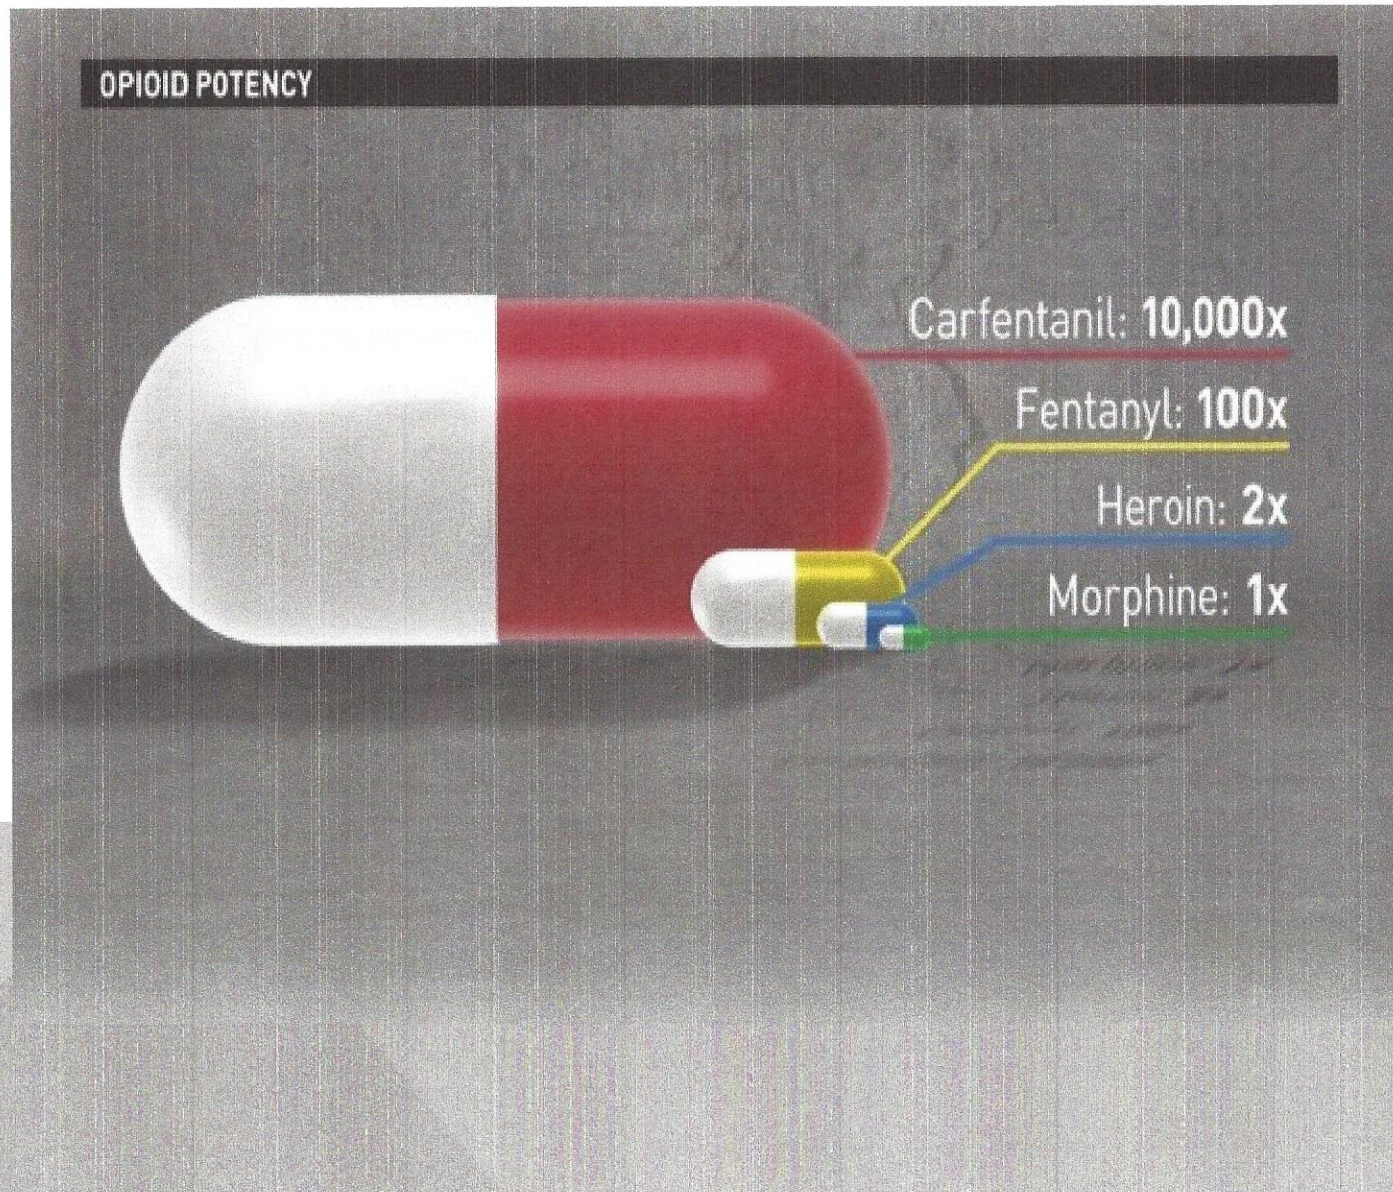 OPIOID POTENCY
Carfentanil: 10,000x
Fentanyl: 100x
Heroin: 2x
Morphine: 1x